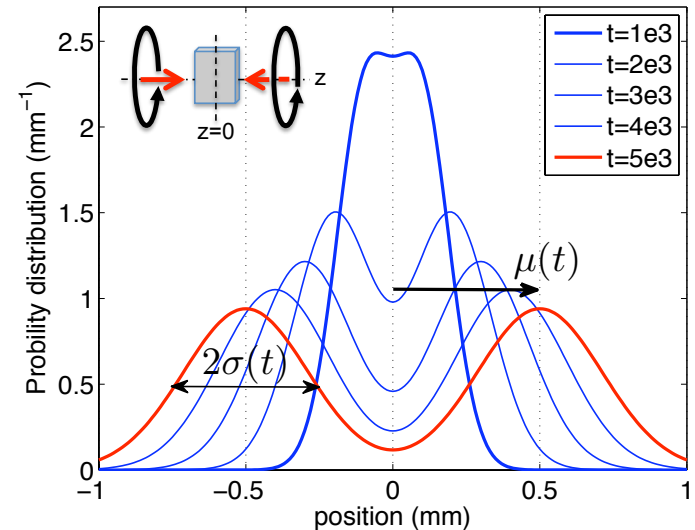 2.5
2
1.5
1
0.5
0
Probility distribution (mm⁻¹)
z
z=0
t=1e3
t=2e3
t=3e3
t=4e3
t=5e3
μ(t)
2σ(t)
−1
−0.5
0
0.5
1
position (mm)